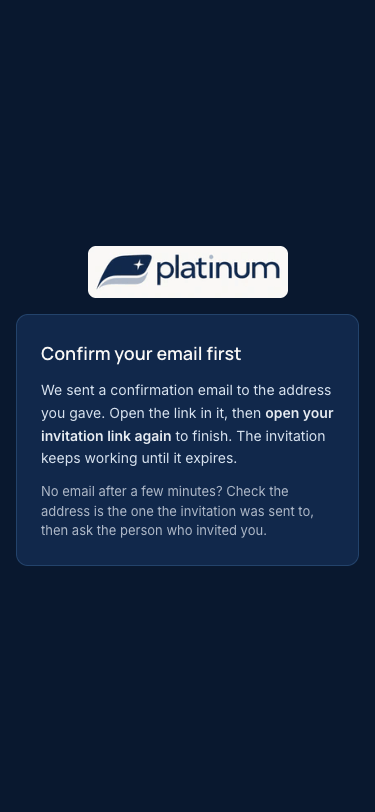 platinum
Confirm your email first
We sent a confirmation email to the address
you gave. Open the link in it, then open your
invitation link again to finish. The invitation
keeps working until it expires.
No email after a few minutes? Check the
address is the one the invitation was sent to,
then ask the person who invited you.